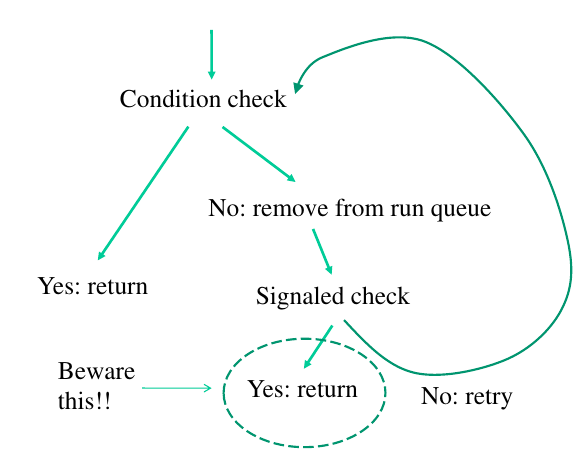 Condition check
No: remove from run queue
Yes: return
Signaled check
Beware
this!!
Yes: return
No: retry